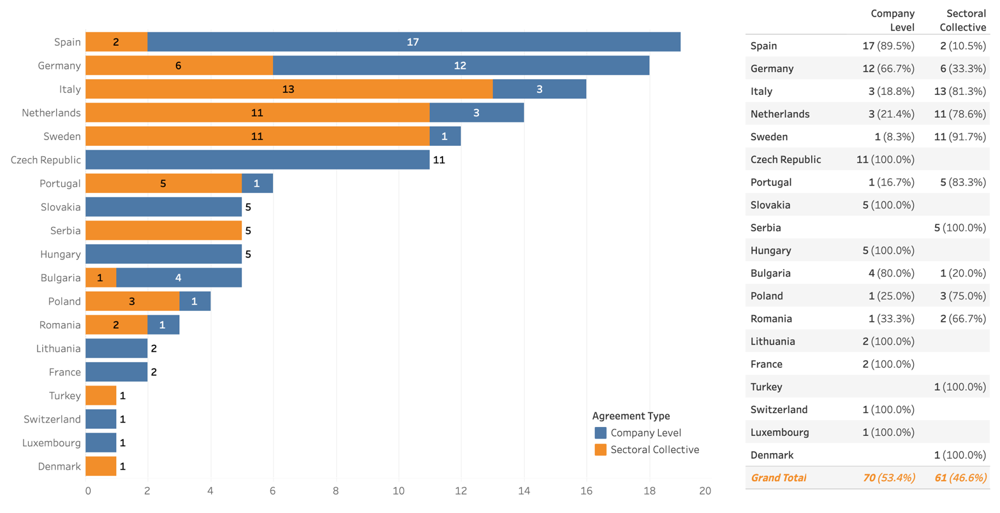 Spain 2 17
Germany 6 12
Italy 13 3
Netherlands 11 3
Sweden 11 1
Czech Republic 11
Portugal 5 1
Slovakia 5
Serbia 5
Hungary 5
Bulgaria 1 4
Poland 3 1
Romania 2 1
Lithuania 2
France 2
Turkey 1
Switzerland 1
Luxembourg 1
Denmark 1
0 2 4 6 8 10 12 14 16 18 20
Agreement Type
Company Level
Sectoral Collective
Company Sectoral
Level Collective
Spain 17 (89.5%) 2 (10.5%)
Germany 12 (66.7%) 6 (33.3%)
Italy 3 (18.8%) 13 (81.3%)
Netherlands 3 (21.4%) 11 (78.6%)
Sweden 1 (8.3%) 11 (91.7%)
Czech Republic 11 (100.0%)
Portugal 1 (16.7%) 5 (83.3%)
Slovakia 5 (100.0%)
Serbia 5 (100.0%)
Hungary 5 (100.0%)
Bulgaria 4 (80.0%) 1 (20.0%)
Poland 1 (25.0%) 3 (75.0%)
Romania 1 (33.3%) 2 (66.7%)
Lithuania 2 (100.0%)
France 2 (100.0%)
Turkey 1 (100.0%)
Switzerland 1 (100.0%)
Luxembourg 1 (100.0%)
Denmark 1 (100.0%)
Grand Total 70 (53.4%) 61 (46.6%)